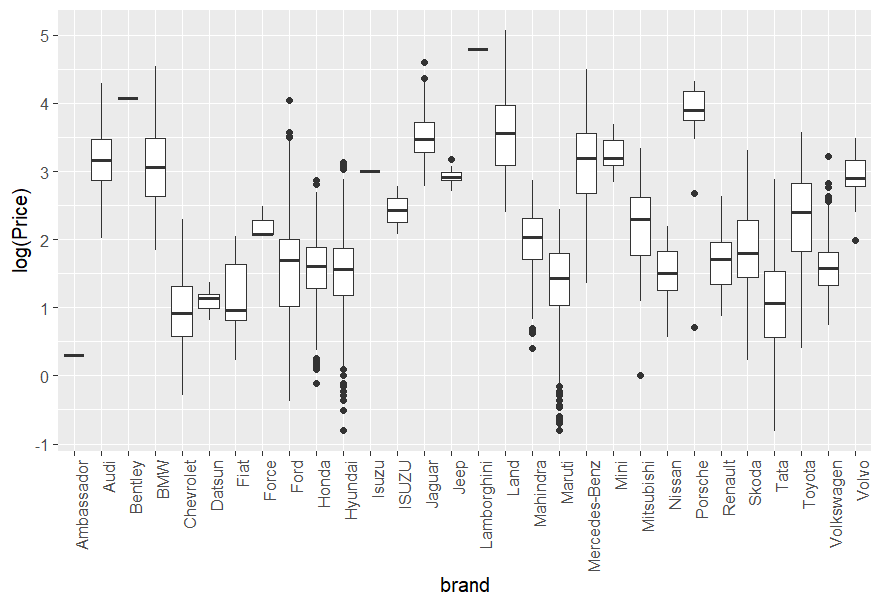 log(Price)
5
4
3
2
1
0
-1
Ambassador
Audi
Bentley
BMW
Chevrolet
Datsun
Fiat
Force
Ford
Honda
Hyundai
Isuzu
ISUZU
Jaguar
Jeep
Lamborghini
Land
Mahindra
Maruti
Mercedes-Benz
Mini
Mitsubishi
Nissan
Porsche
Renault
Skoda
Tata
Toyota
Volkswagen
Volvo
brand